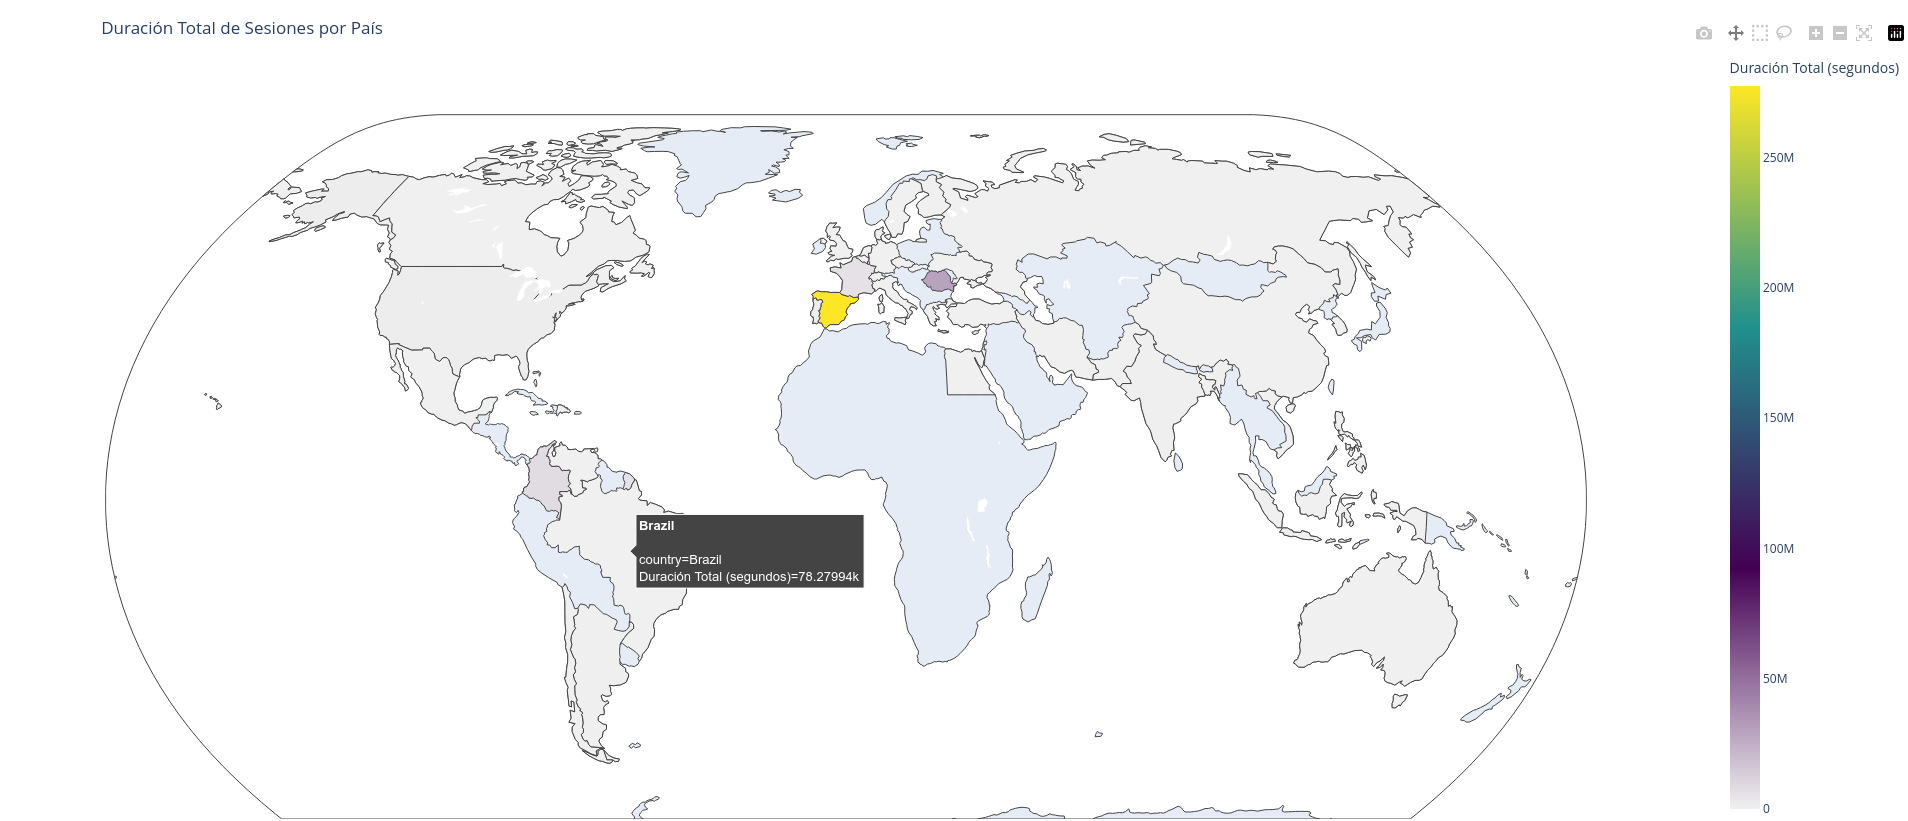 Duración Total de Sesiones por País
Duración Total (segundos)
250M
200M
150M
100M
50M
0
Brazil
country=Brazil
Duración Total (segundos)=78.27994k